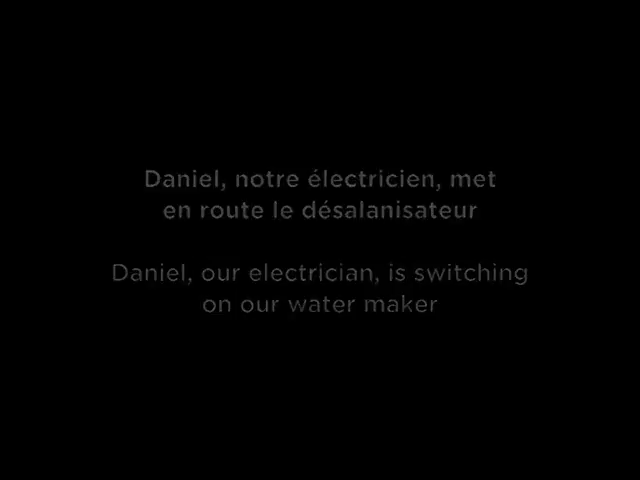 Daniel, notre électricien, met
en route le désalanisateur
Daniel, our electrician, is switching
on our water maker